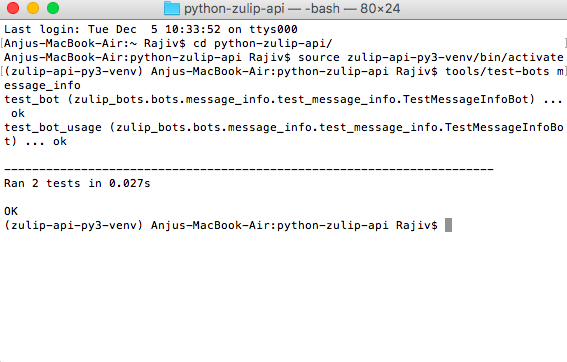 python-zulip-api — -bash — 80×24
Last login: Tue Dec  5 10:33:52 on ttys000
[Anjus-MacBook-Air:~ Rajiv$ cd python-zulip-api/                                ]
[Anjus-MacBook-Air:python-zulip-api Rajiv$ source zulip-api-py3-venv/bin/activate
[(zulip-api-py3-venv) Anjus-MacBook-Air:python-zulip-api Rajiv$ tools/test-bots m]
essage_info
test_bot (zulip_bots.bots.message_info.test_message_info.TestMessageInfoBot) ...
 ok
test_bot_usage (zulip_bots.bots.message_info.test_message_info.TestMessageInfoBo
t) ... ok

----------------------------------------------------------------------
Ran 2 tests in 0.027s

OK
(zulip-api-py3-venv) Anjus-MacBook-Air:python-zulip-api Rajiv$